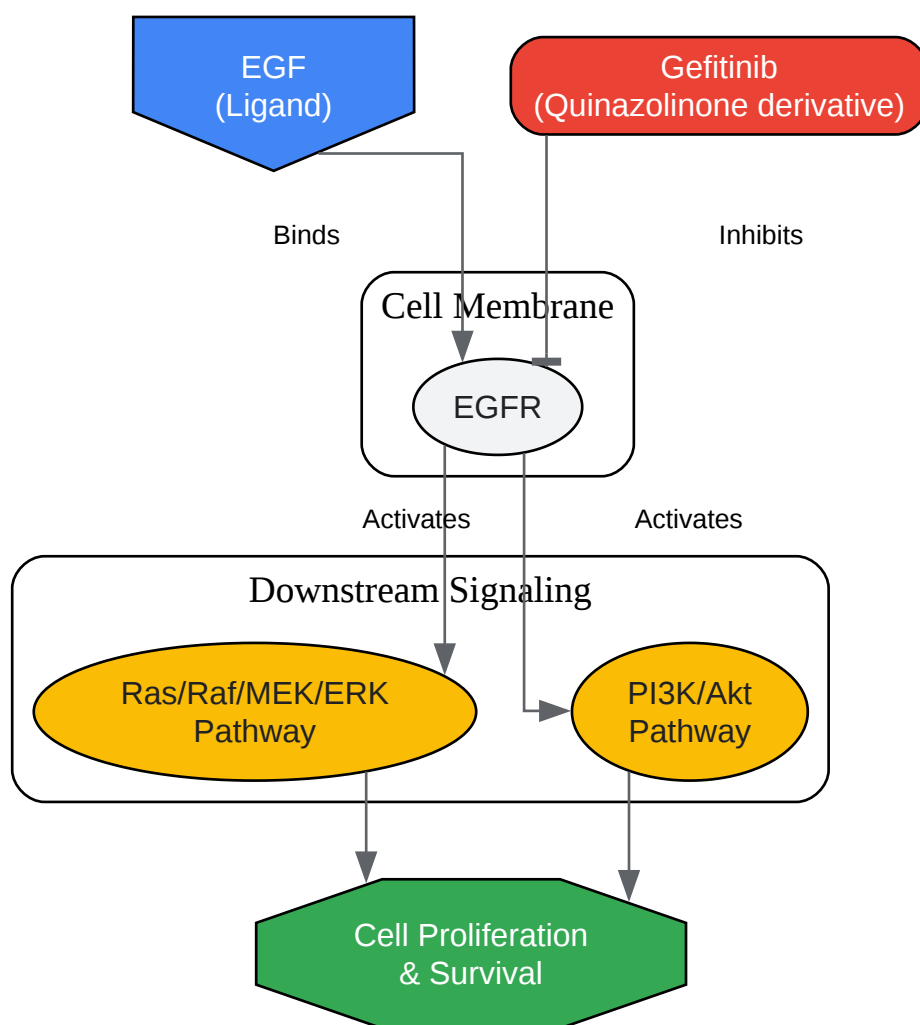 EGF
(Ligand)
Gefitinib
(Quinazolinone derivative)
Binds
Inhibits
Cell Membrane
EGFR
Activates
Activates
Downstream Signaling
Ras/Raf/MEK/ERK
Pathway
PI3K/Akt
Pathway
Cell Proliferation
& Survival